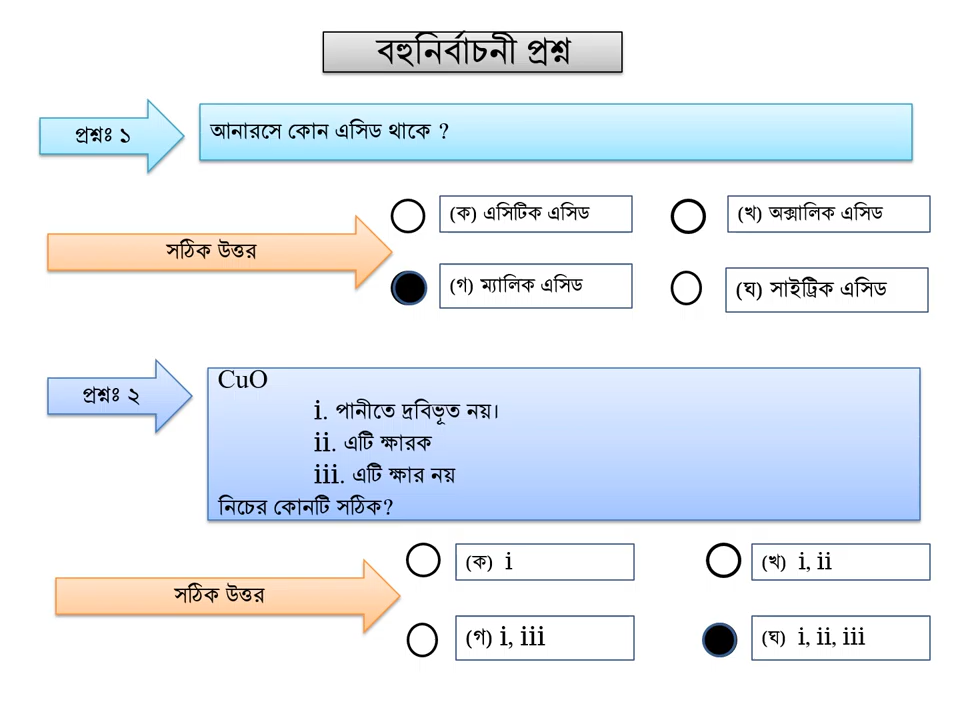 বহুনির্বাচনী প্রশ্ন
প্রশ্নঃ ১
আনারসে কোন এসিড থাকে ?
সঠিক উত্তর
(ক) এসিটিক এসিড
(খ) অক্সালিক এসিড
(গ) ম্যালিক এসিড
(ঘ) সাইট্রিক এসিড
প্রশ্নঃ ২
CuO
i. পানীতে দ্রবিভূত নয়।
ii. এটি ক্ষারক
iii. এটি ক্ষার নয়
নিচের কোনটি সঠিক?
সঠিক উত্তর
(ক) i
(খ) i, ii
(গ) i, iii
(ঘ) i, ii, iii